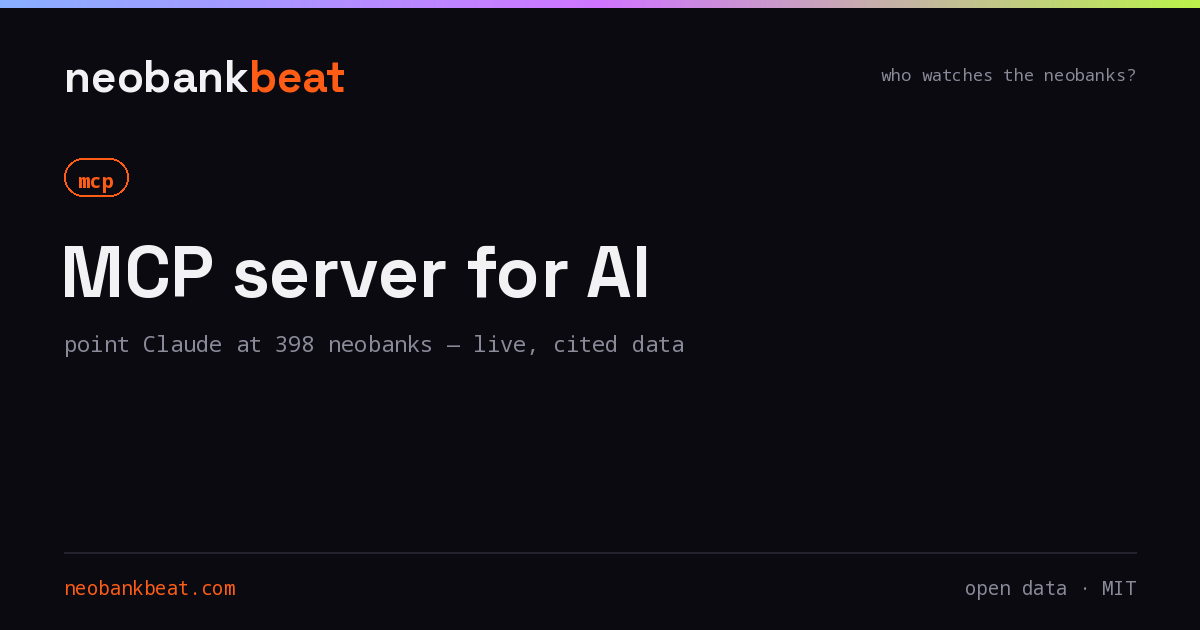 neobankbeat
who watches the neobanks?
mcp
MCP server for AI
point Claude at 398 neobanks — live, cited data
neobankbeat.com
open data · MIT